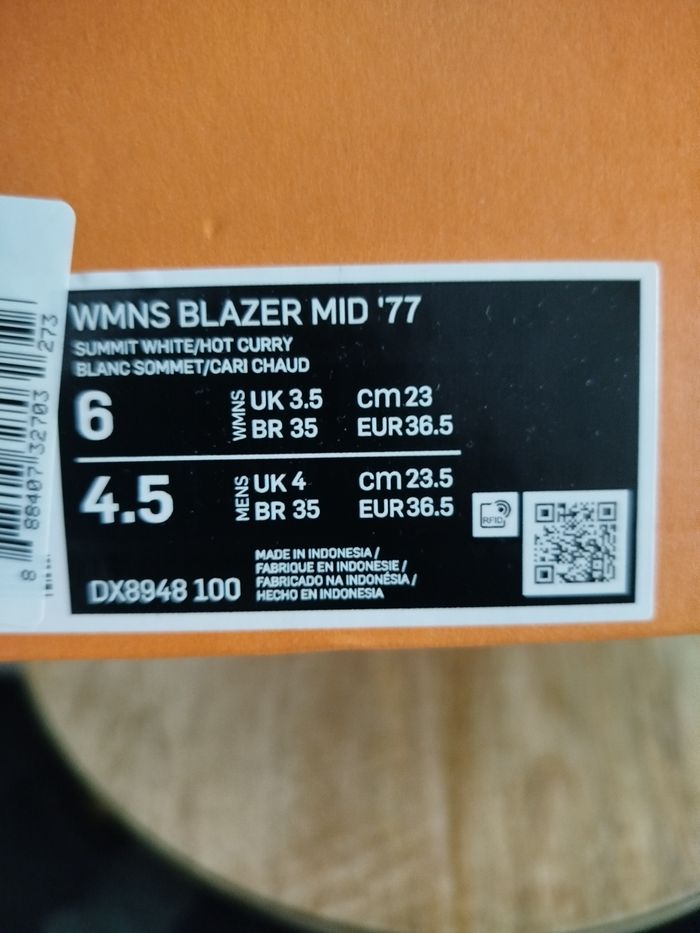 WMNS BLAZER MID '77
SUMMIT WHITE/HOT CURRY
BLANC SOMMET/CARI CHAUD
6 WMNS UK 3.5 cm 23
BR 35 EUR 36.5
4.5 MENS UK 4 cm 23.5
BR 35 EUR 36.5
RFID
DX8948 100
MADE IN INDONESIA /
FABRIQUE EN INDONESIE /
FABRICADO NA INDONÉSIA /
HECHO EN INDONESIA
8 88407 32703
273